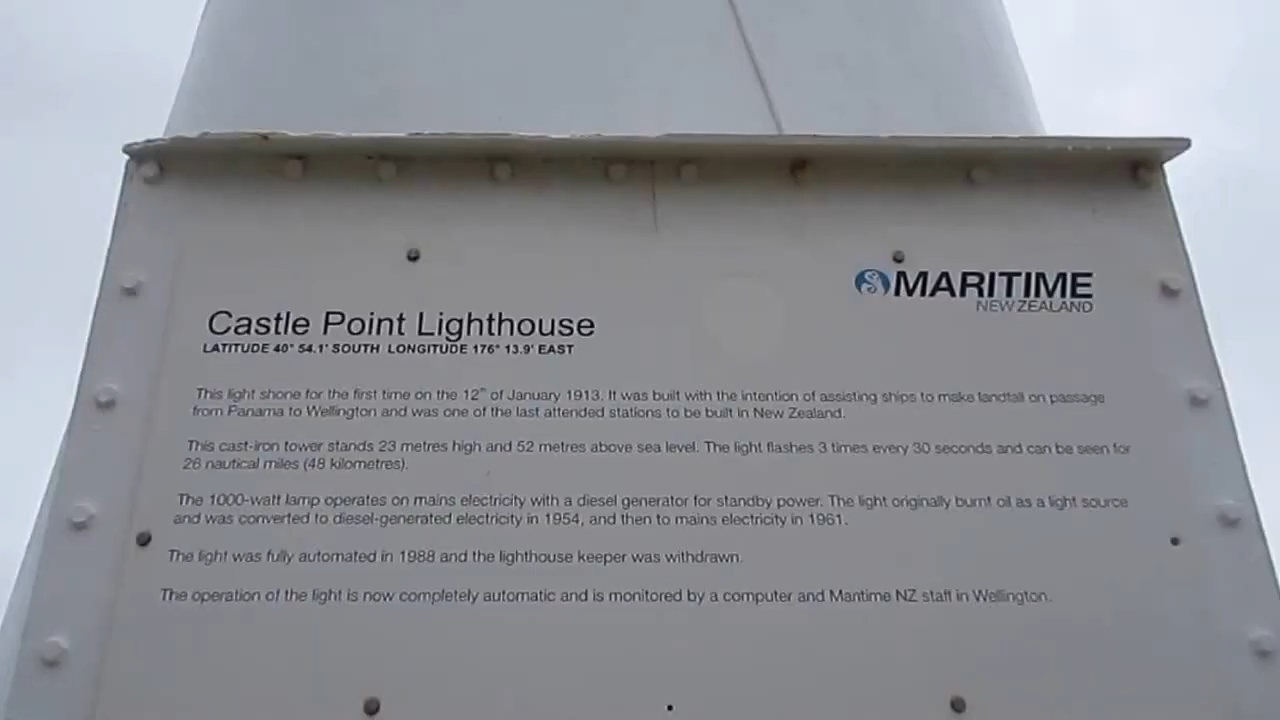 MARITIME
NEW ZEALAND
Castle Point Lighthouse
LATITUDE 40° 54.1' SOUTH LONGITUDE 176° 13.9' EAST
This light shone for the first time on the 12th of January 1913. It was built with the intention of assisting ships to make landfall on passage
from Panama to Wellington and was one of the last attended stations to be built in New Zealand.
This cast-iron tower stands 23 metres high and 52 metres above sea level. The light flashes 3 times every 30 seconds and can be seen for
26 nautical miles (48 kilometres).
The 1000-watt lamp operates on mains electricity with a diesel generator for standby power. The light originally burnt oil as a light source
and was converted to diesel-generated electricity in 1954, and then to mains electricity in 1961.
The light was fully automated in 1988 and the lighthouse keeper was withdrawn.
The operation of the light is now completely automatic and is monitored by a computer and Maritime NZ staff in Wellington.